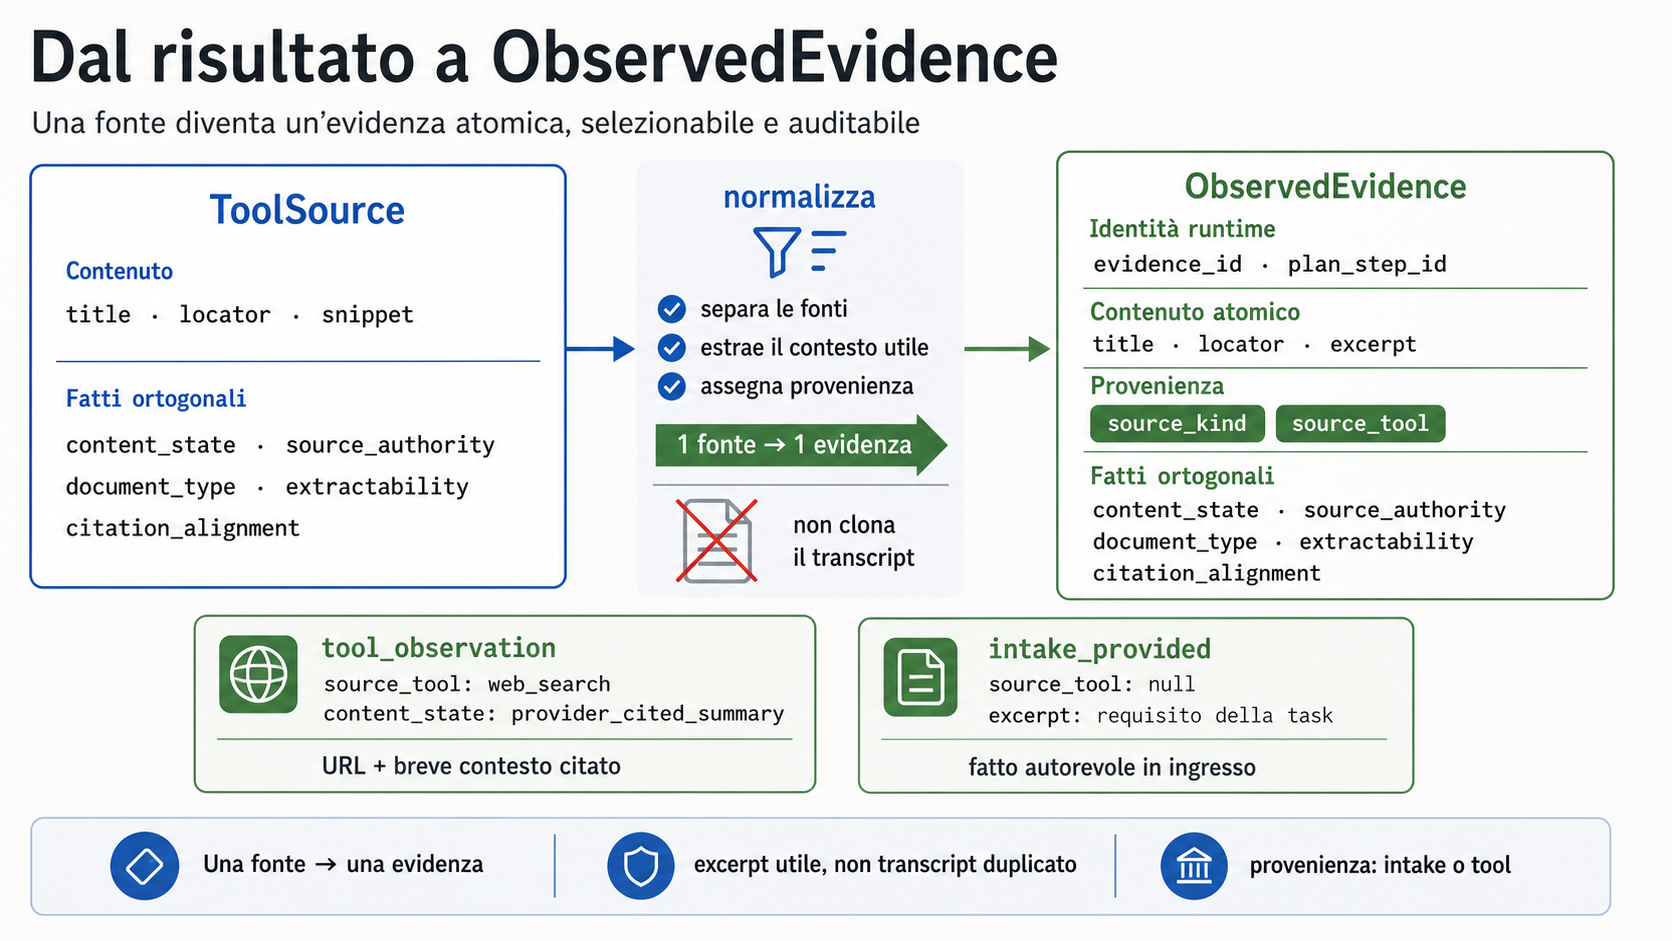 Dal risultato a ObservedEvidence
Una fonte diventa un’evidenza atomica, selezionabile e auditabile
ToolSource
Contenuto
title · locator · snippet
Fatti ortogonali
content_state · source_authority
document_type · extractability
citation_alignment
normalizza
separa le fonti
estrae il contesto utile
assegna provenienza
1 fonte → 1 evidenza
non clona
il transcript
ObservedEvidence
Identità runtime
evidence_id · plan_step_id
Contenuto atomico
title · locator · excerpt
Provenienza
source_kind source_tool
Fatti ortogonali
content_state · source_authority
document_type · extractability
citation_alignment
tool_observation
source_tool: web_search
content_state: provider_cited_summary
URL + breve contesto citato
intake_provided
source_tool: null
excerpt: requisito della task
fatto autorevole in ingresso
Una fonte → una evidenza
excerpt utile, non transcript duplicato
provenienza: intake o tool